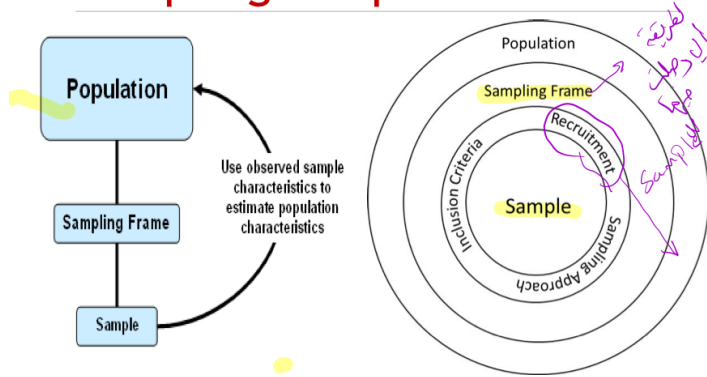 Population
Sampling Frame
Sample
Use observed sample
characteristics to
estimate population
characteristics
Population
Sampling Frame
Recruitment
Inclusion Criteria
Sampling Approach
Sample
Sample